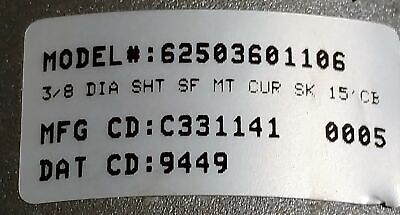 MODEL#:62503601106
3/8 DIA SHT SF MT CUR SK 15'CB
MFG CD:C331141 0005
DAT CD:9449